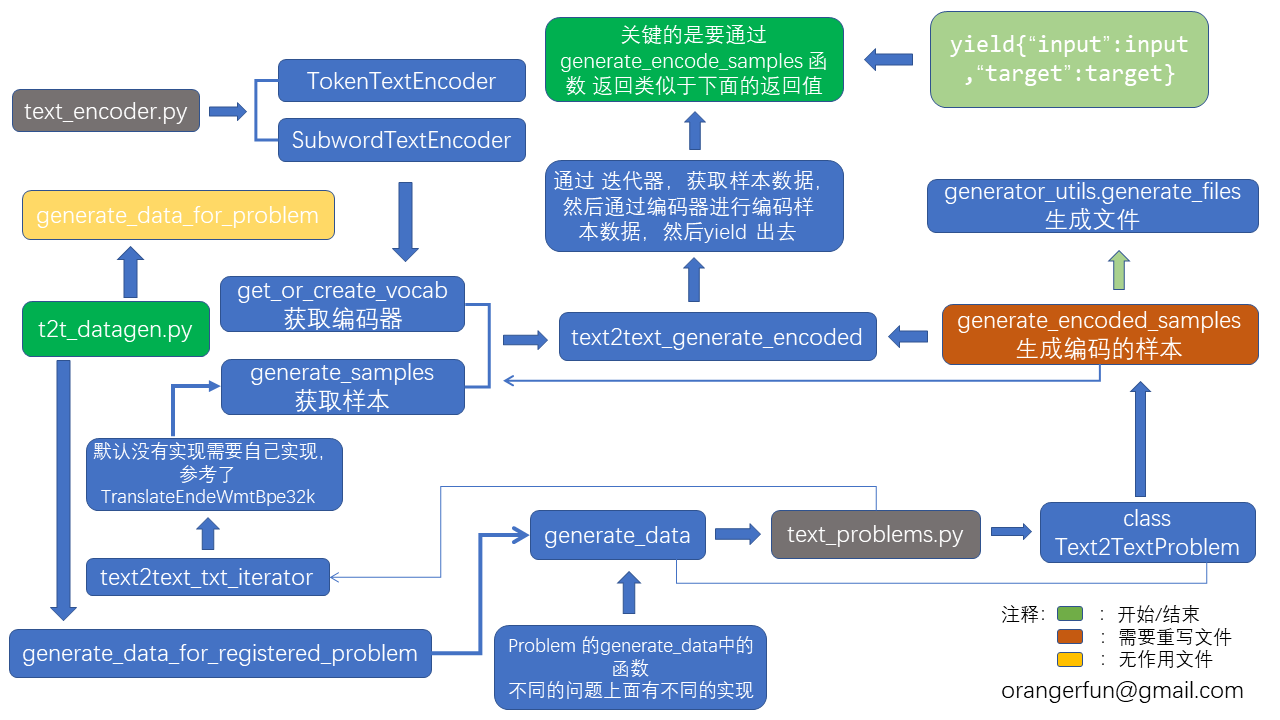 text_encoder.py
TokenTextEncoder
SubwordTextEncoder
关键的是要通过
generate_encode_samples 函
数 返回类似于下面的返回值
yield{“input”:input
,“target”:target}
generate_data_for_problem
通过 迭代器，获取样本数据，
然后通过编码器进行编码样
本数据，然后yield 出去
generator_utils.generate_files
生成文件
t2t_datagen.py
get_or_create_vocab
获取编码器
generate_samples
获取样本
text2text_generate_encoded
generate_encoded_samples
生成编码的样本
默认没有实现需要自己实现，
参考了
TranslateEndeWmtBpe32k
text2text_txt_iterator
generate_data
text_problems.py
class
Text2TextProblem
generate_data_for_registered_problem
Problem 的generate_data中的
函数
不同的问题上面有不同的实现
注释： ：开始/结束
：需要重写文件
：无作用文件
orangerfun@gmail.com